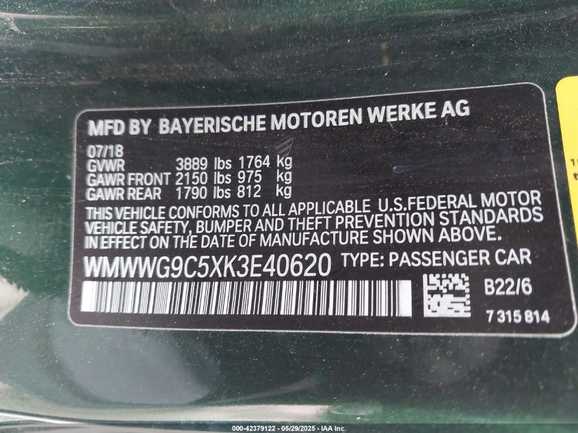 MFD BY BAYERISCHE MOTOREN WERKE AG
07/18
GVWR 3889 lbs 1764 kg
GAWR FRONT 2150 lbs 975 kg
GAWR REAR 1790 lbs 812 kg
THIS VEHICLE CONFORMS TO ALL APPLICABLE U.S.FEDERAL MOTOR
VEHICLE SAFETY, BUMPER AND THEFT PREVENTION STANDARDS
IN EFFECT ON THE DATE OF MANUFACTURE SHOWN ABOVE.
WMWWG9C5XK3E40620 TYPE: PASSENGER CAR
B22/6
7 315 814
000-42379122 - 05/29/2025 - IAA Inc.